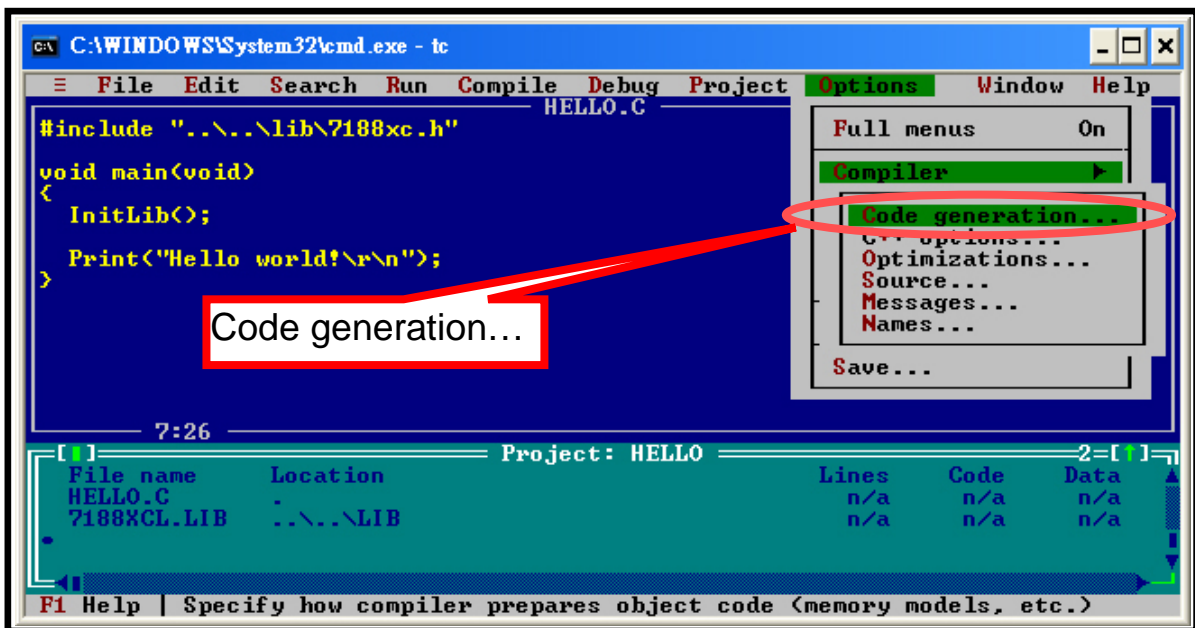 C:\WINDOWS\System32\cmd.exe - tc
≡ File Edit Search Run Compile Debug Project Options Window Help
HELLO.C
#include "..\..\lib\7188xc.h"
void main(void)
{
InitLib();
Print("Hello world!\r\n");
}
Full menus On
Compiler ►
Code generation...
C++ options...
Optimizations...
Source...
Messages...
Names...
Save...
Code generation…
7:26
Project: HELLO
2=[↑]
File name Location Lines Code Data
HELLO.C . n/a n/a n/a
7188XCL.LIB ..\..\LIB n/a n/a n/a
F1 Help | Specify how compiler prepares object code (memory models, etc.)